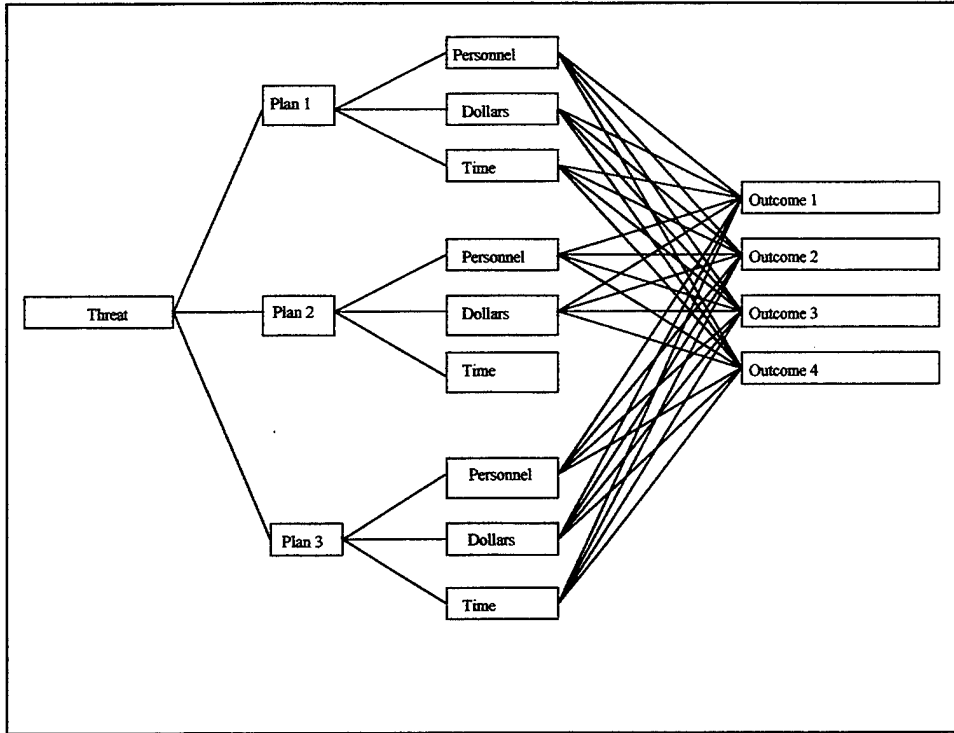 Threat
Plan 1
Personnel
Dollars
Time
Plan 2
Personnel
Dollars
Time
Plan 3
Personnel
Dollars
Time
Outcome 1
Outcome 2
Outcome 3
Outcome 4